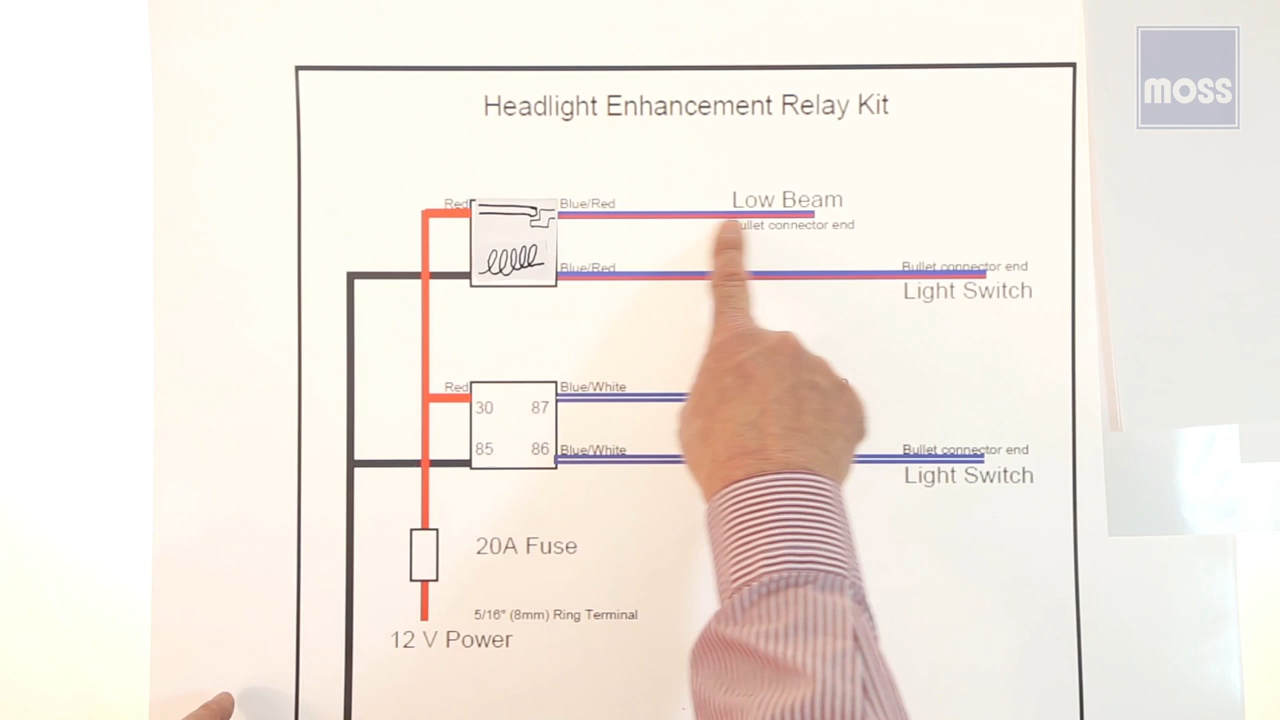 moss
Headlight Enhancement Relay Kit
Red
Blue/Red
Low Beam
connector end
Blue/Red
Bullet connector end
Light Switch
Red
Blue/White
30 87
85 86
Blue/White
Bullet connector end
Light Switch
20A Fuse
5/16" (8mm) Ring Terminal
12 V Power